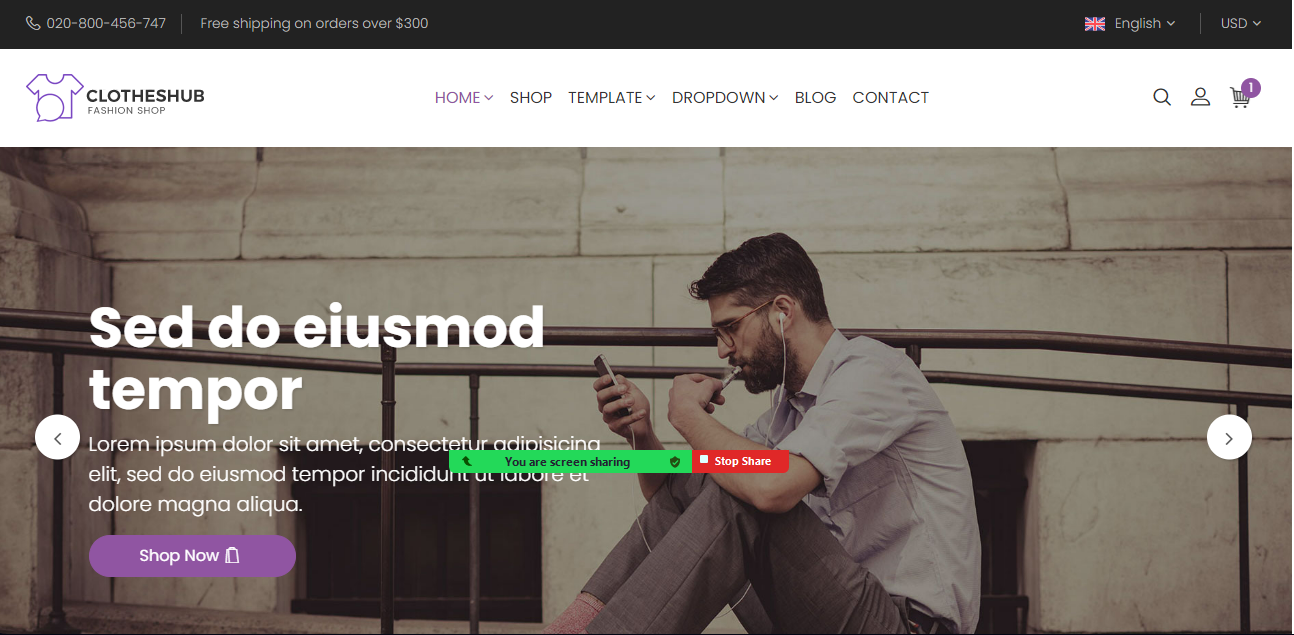 020-800-456-747
Free shipping on orders over $300
English
USD
CLOTHESHUB
FASHION SHOP
HOME
SHOP
TEMPLATE
DROPDOWN
BLOG
CONTACT
1
Sed do eiusmod
tempor
Lorem ipsum dolor sit amet, consectetur adipisicing
elit, sed do eiusmod tempor incididunt ut labore et
dolore magna aliqua.
You are screen sharing
Stop Share
Shop Now